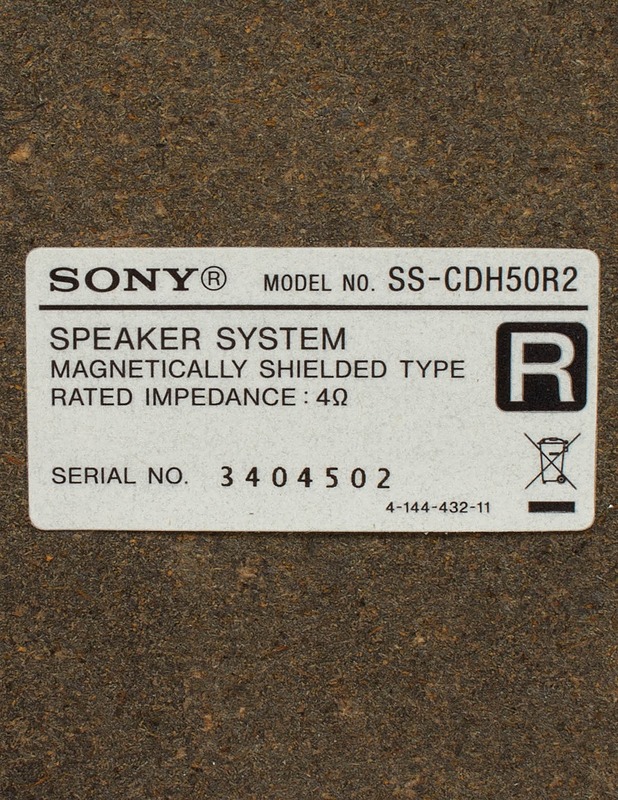 SONY® MODEL NO. SS-CDH50R2
SPEAKER SYSTEM
MAGNETICALLY SHIELDED TYPE
RATED IMPEDANCE : 4Ω
R
SERIAL NO. 3404502
4-144-432-11